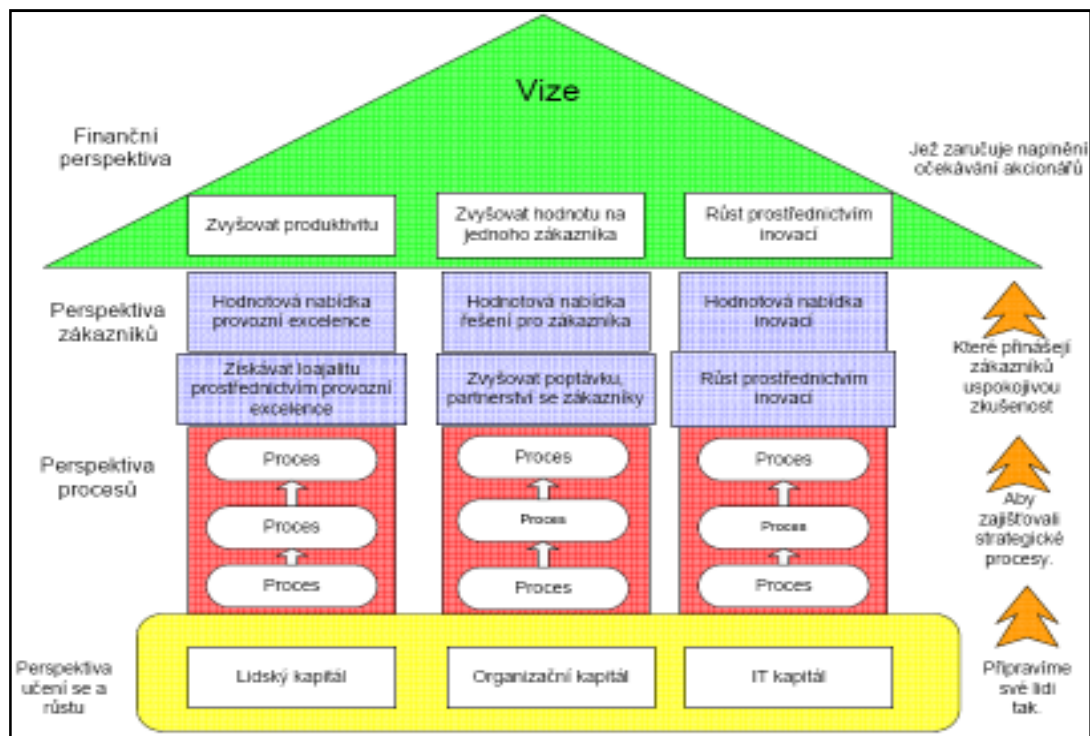 Vize
Finanční
perspektiva
Jež zaručuje naplnění
očekávání akcionářů
Zvyšovat produktivitu
Zvyšovat hodnotu na
jednoho zákazníka
Růst prostřednictvím
inovací
Perspektiva
zákazníků
Hodnotová nabídka
provozní excelence
Hodnotová nabídka
řešení pro zákazníka
Hodnotová nabídka
inovací
Které přinášejí
zákazníků
uspokojivou
zkušenost
Získávat loajalitu
prostřednictvím provozní
excelence
Zvyšovat poptávku,
partnerství se zákazníky
Růst prostřednictvím
inovací
Perspektiva
procesů
Proces
Proces
Proces
Proces
Proces
Proces
Proces
Proces
Proces
Aby
zajišťovali
strategické
procesy.
Perspektiva
učení se a
růstu
Lidský kapitál
Organizační kapitál
IT kapitál
Připravíme
své lidi
tak.